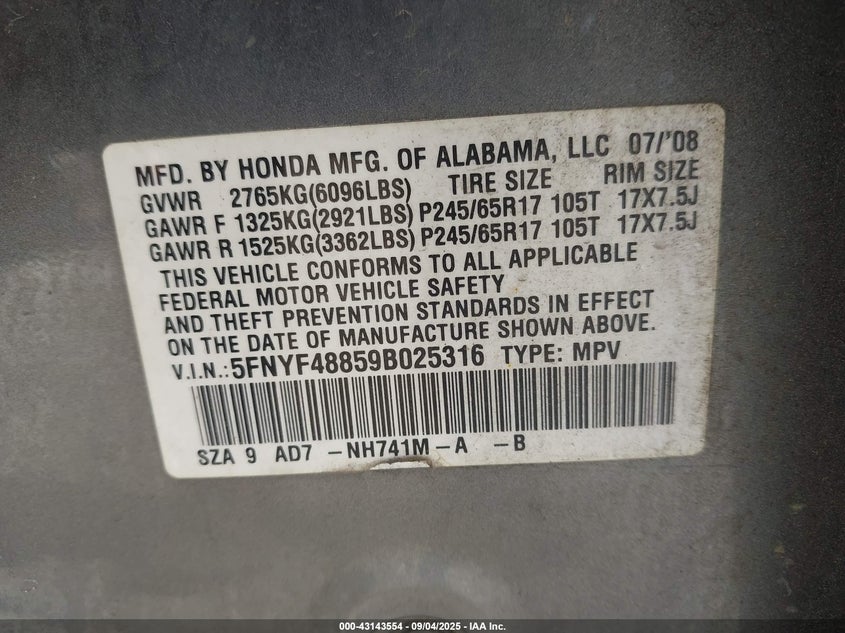 MFD. BY HONDA MFG. OF ALABAMA, LLC 07/'08
GVWR 2765KG(6096LBS) TIRE SIZE RIM SIZE
GAWR F 1325KG(2921LBS) P245/65R17 105T 17X7.5J
GAWR R 1525KG(3362LBS) P245/65R17 105T 17X7.5J
THIS VEHICLE CONFORMS TO ALL APPLICABLE
FEDERAL MOTOR VEHICLE SAFETY
AND THEFT PREVENTION STANDARDS IN EFFECT
ON THE DATE OF MANUFACTURE SHOWN ABOVE.
V.I.N.:5FNYF48859B025316 TYPE: MPV
SZA 9 AD7 -NH741M-A -B
000-43143554 - 09/04/2025 - IAA Inc.